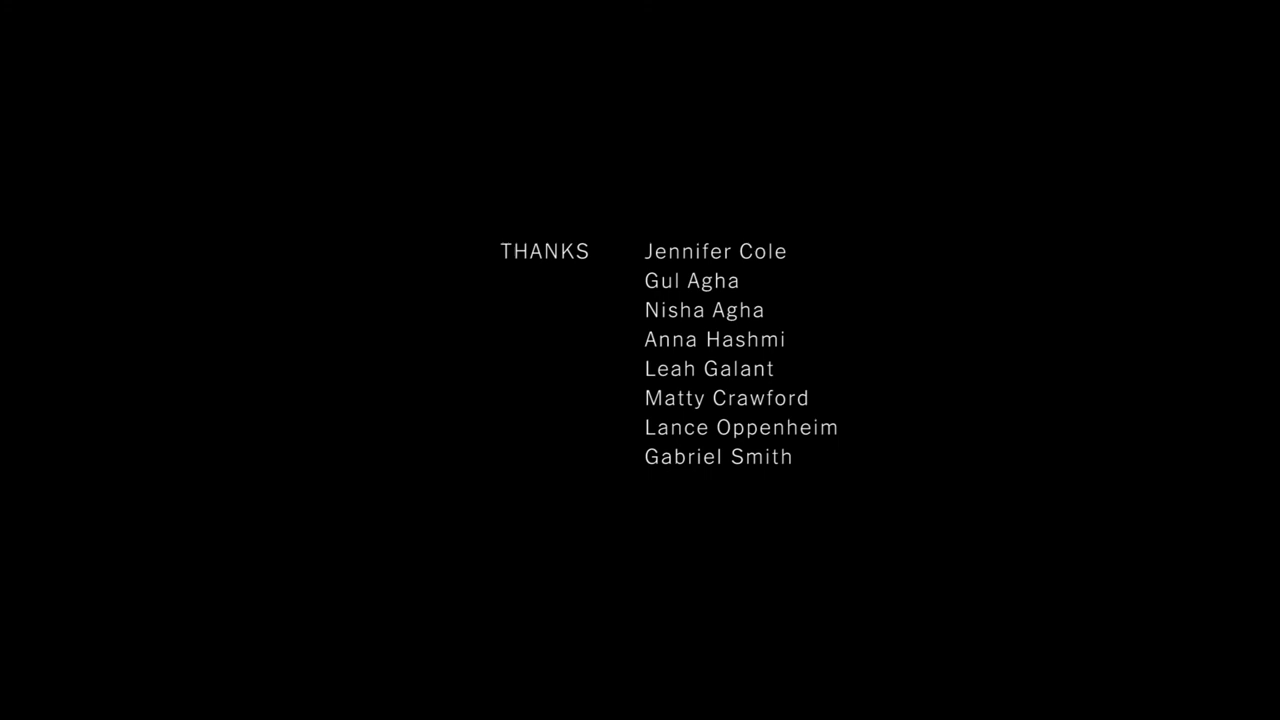 THANKS Jennifer Cole
Gul Agha
Nisha Agha
Anna Hashmi
Leah Galant
Matty Crawford
Lance Oppenheim
Gabriel Smith